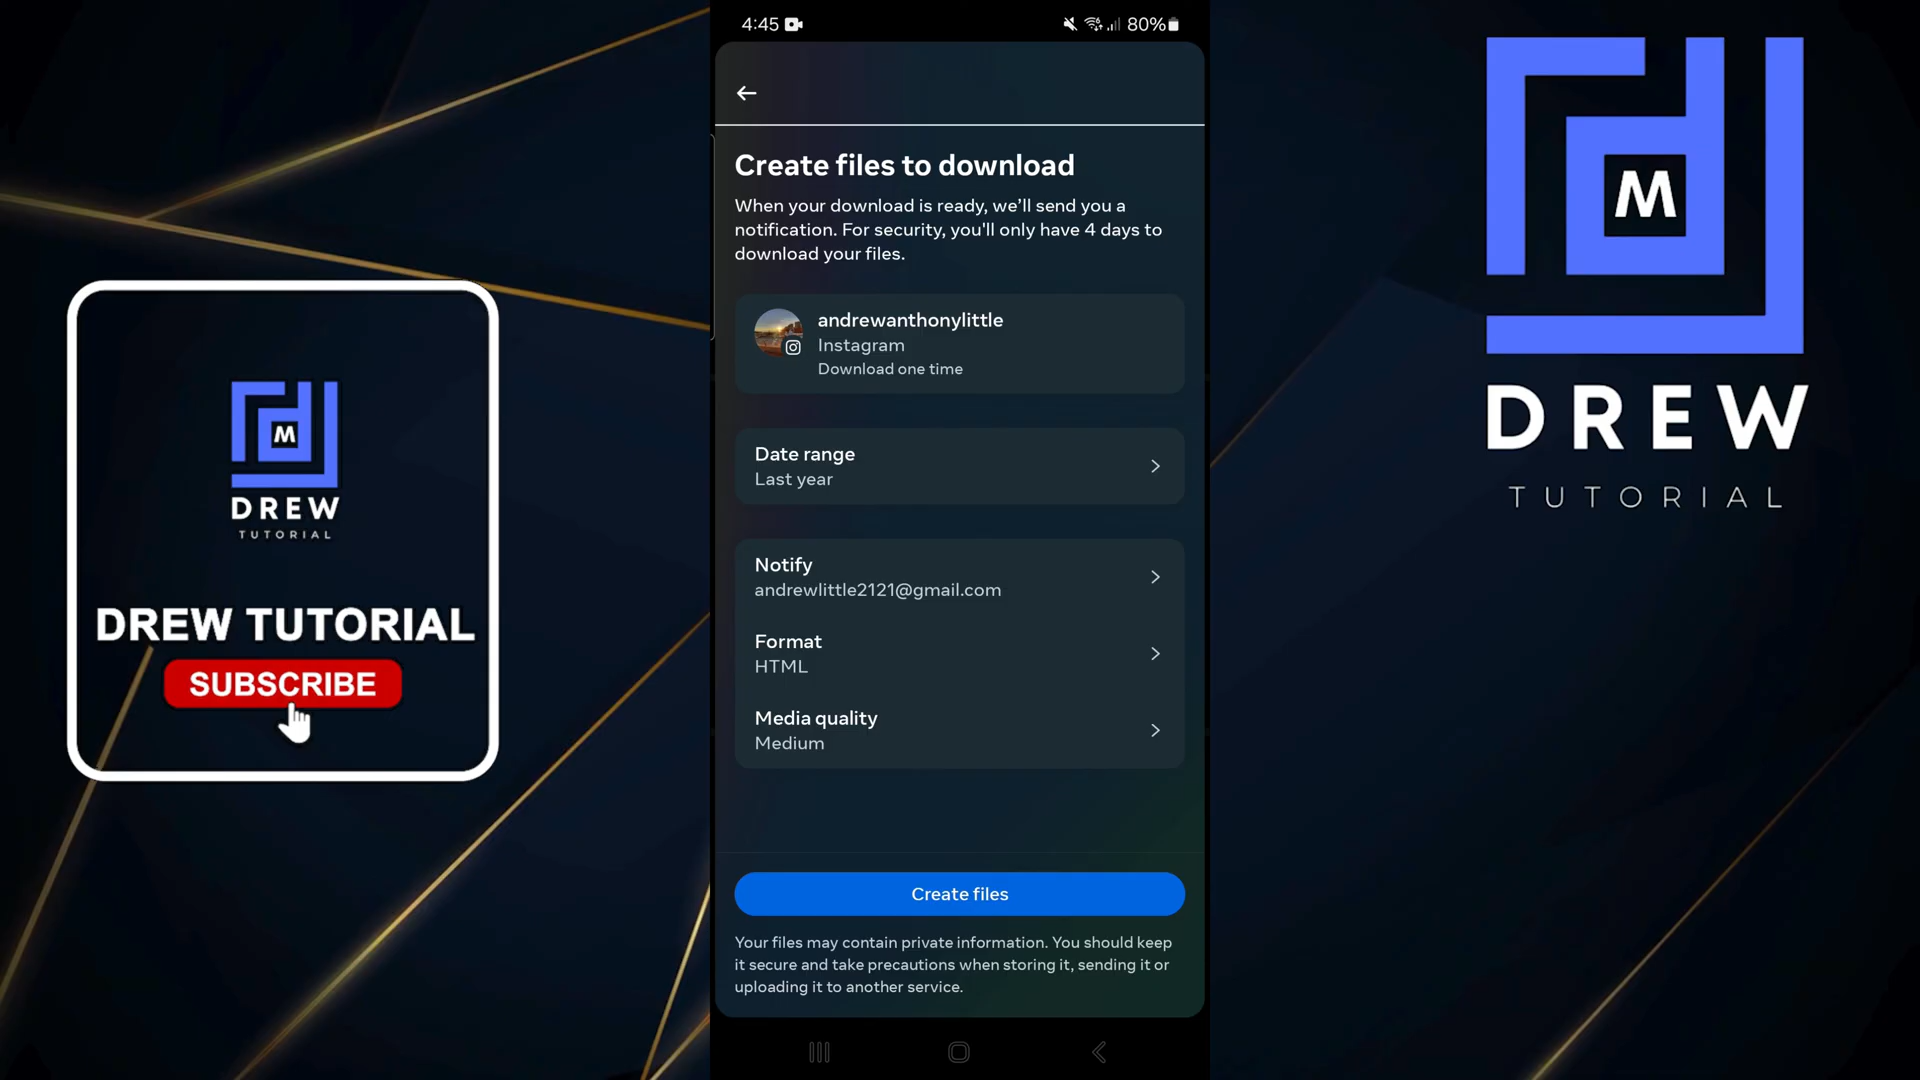 4:45
80%
Create files to download
When your download is ready, we'll send you a
notification. For security, you'll only have 4 days to
download your files.
andrewanthonylittle
Instagram
Download one time
Date range
Last year
Notify
andrewlittle2121@gmail.com
Format
HTML
Media quality
Medium
Create files
Your files may contain private information. You should keep
it secure and take precautions when storing it, sending it or
uploading it to another service.
M
DREW
TUTORIAL
DREW TUTORIAL
SUBSCRIBE
M
DREW
TUTORIAL